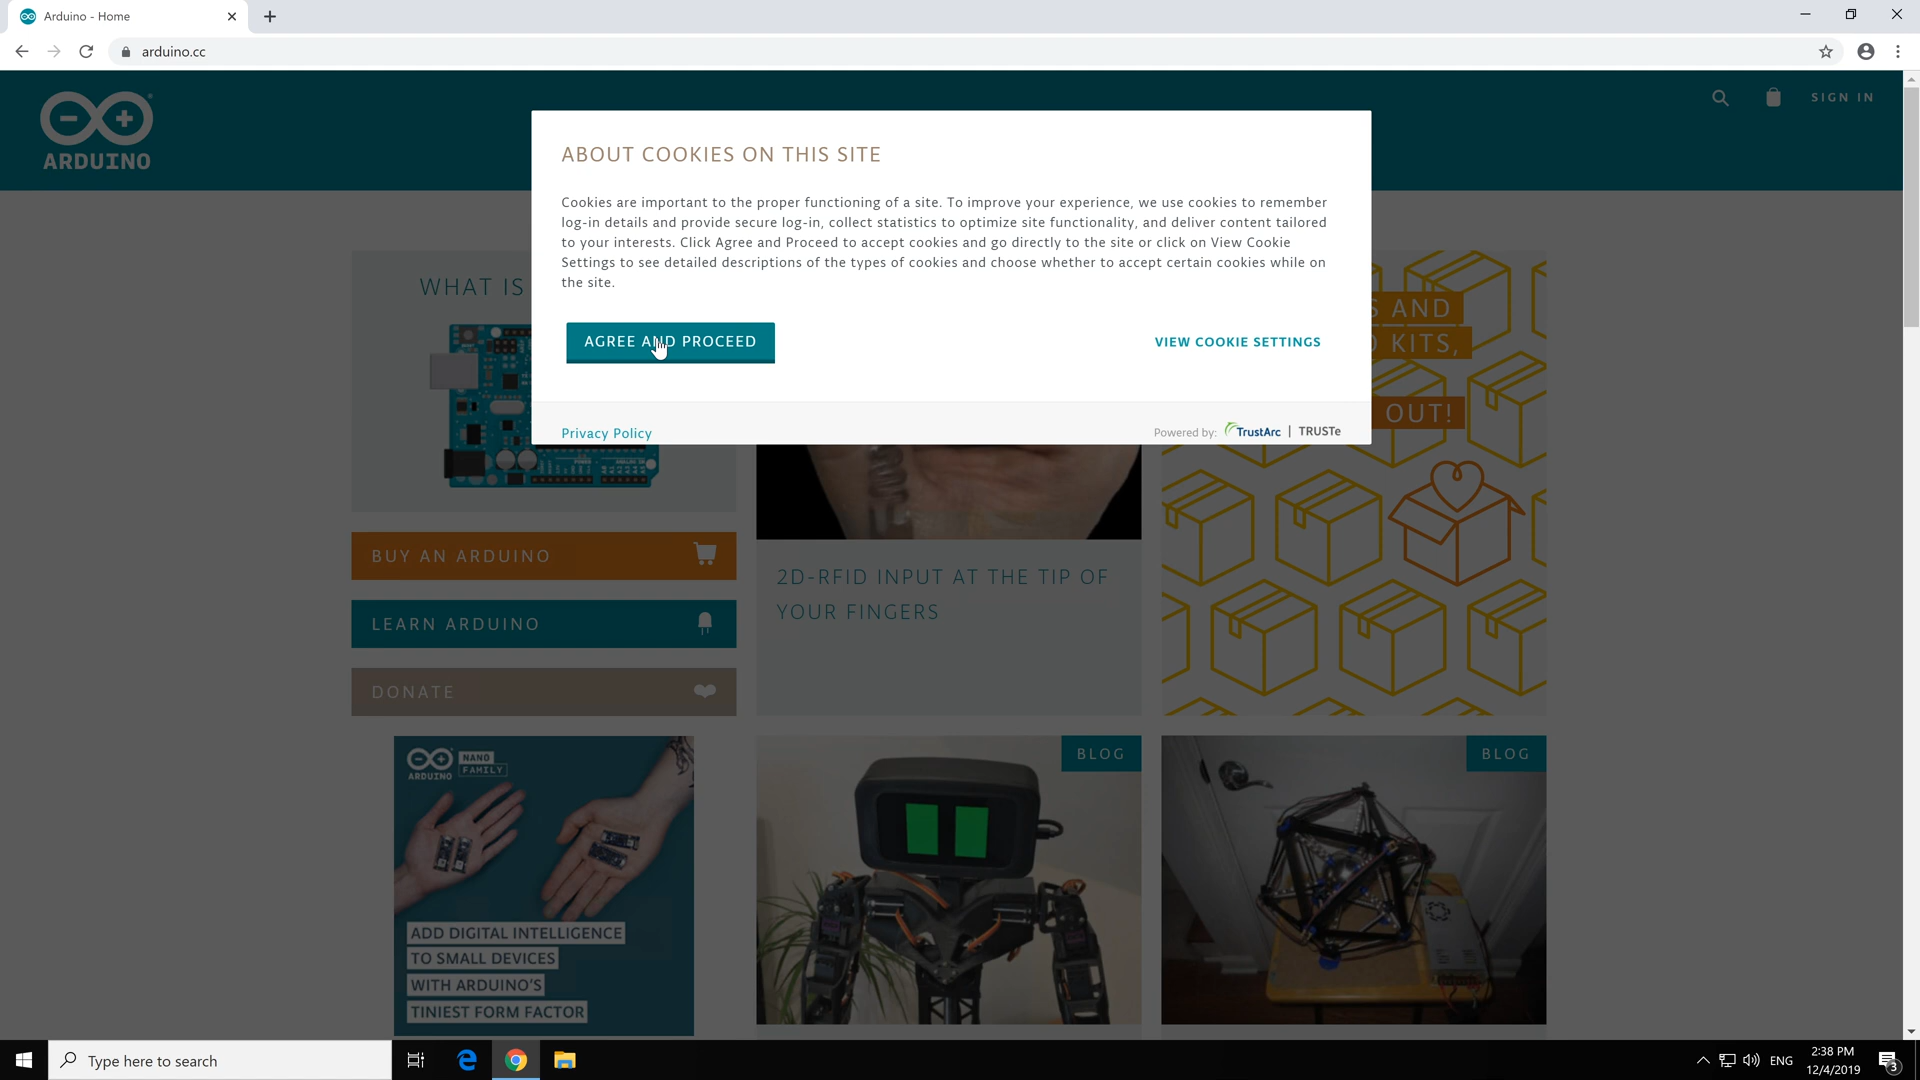 Arduino - Home
arduino.cc
ARDUINO
SIGN IN
ABOUT COOKIES ON THIS SITE
Cookies are important to the proper functioning of a site. To improve your experience, we use cookies to remember
log-in details and provide secure log-in, collect statistics to optimize site functionality, and deliver content tailored
to your interests. Click Agree and Proceed to accept cookies and go directly to the site or click on View Cookie
Settings to see detailed descriptions of the types of cookies and choose whether to accept certain cookies while on
the site.
AGREE AND PROCEED
VIEW COOKIE SETTINGS
Privacy Policy
Powered by: TrustArc | TRUSTe
WHAT IS
AND
KITS,
OUT!
BUY AN ARDUINO
LEARN ARDUINO
DONATE
2D-RFID INPUT AT THE TIP OF
YOUR FINGERS
ARDUINO
NANO
FAMILY
ADD DIGITAL INTELLIGENCE
TO SMALL DEVICES
WITH ARDUINO'S
TINIEST FORM FACTOR
BLOG
BLOG
Type here to search
ENG
2:38 PM
12/4/2019
3